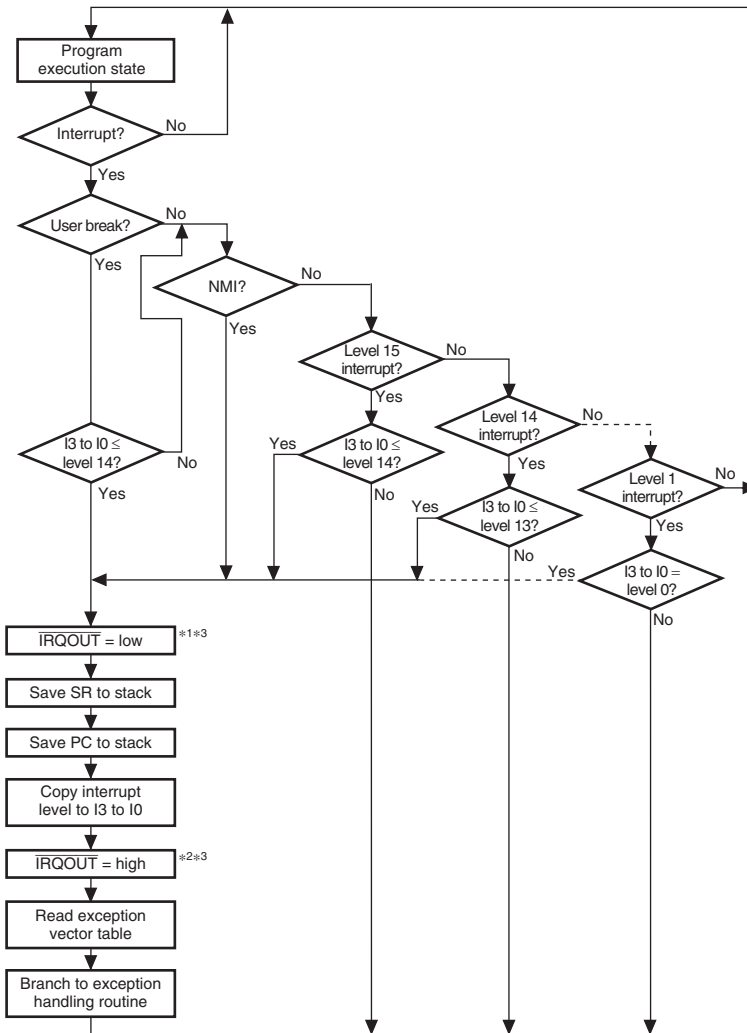 Program
execution state
Interrupt?
No
Yes
User break?
No
Yes
NMI?
No
Yes
Level 15
interrupt?
No
Yes
Level 14
interrupt?
No
Yes
I3 to I0 ≤
level 14?
No
Yes
Yes
I3 to I0 ≤
level 14?
No
Level 1
interrupt?
No
Yes
Yes
I3 to I0 ≤
level 13?
No
Yes
I3 to I0 =
level 0?
No
IRQOUT = low
*1*3
Save SR to stack
Save PC to stack
Copy interrupt
level to I3 to I0
IRQOUT = high
*2*3
Read exception
vector table
Branch to exception
handling routine